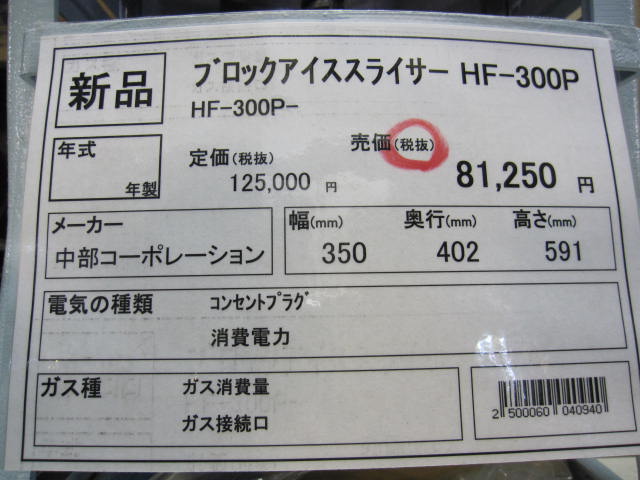 新品
ブロックアイススライサー HF-300P
HF-300P-
年式
年製
定価(税抜)
125,000 円
売価(税抜)
81,250 円
メーカー
中部コーポレーション
幅(mm) 奥行(mm) 高さ(mm)
350 402 591
電気の種類 コンセントプラグ
消費電力
ガス種 ガス消費量
ガス接続口
2 500060 040940